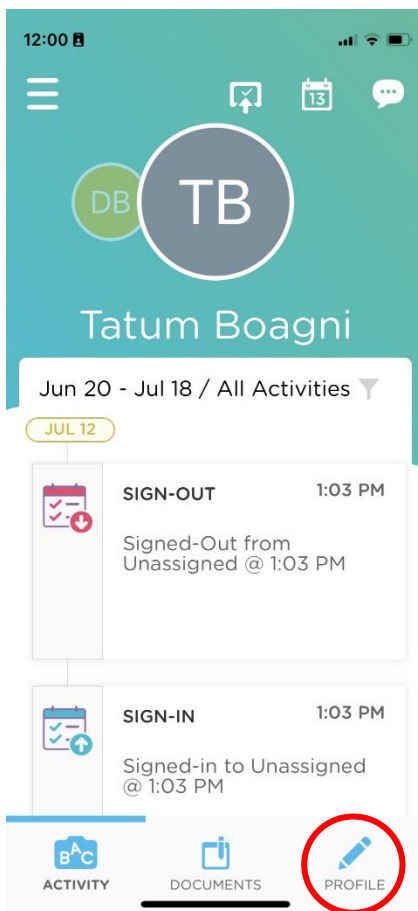 12:00
13
DB
TB
Tatum Boagni
Jun 20 - Jul 18 / All Activities
JUL 12
SIGN-OUT 1:03 PM
Signed-Out from
Unassigned @ 1:03 PM
SIGN-IN 1:03 PM
Signed-in to Unassigned
@ 1:03 PM
BAC
ACTIVITY DOCUMENTS PROFILE